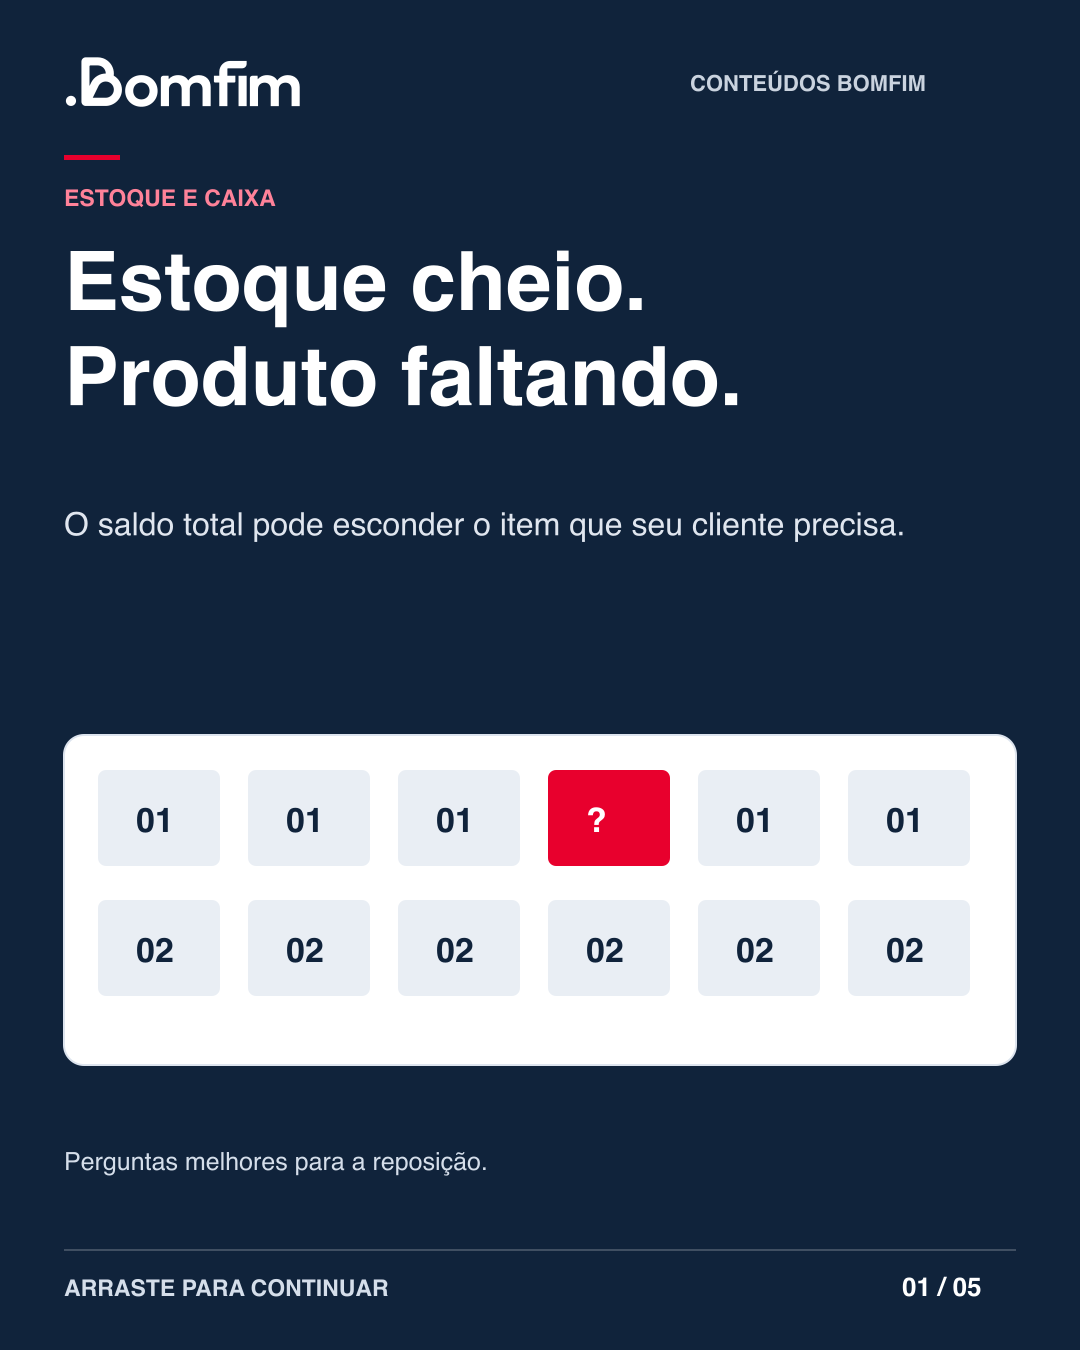 .Bomfim
CONTEÚDOS BOMFIM
ESTOQUE E CAIXA
Estoque cheio.
Produto faltando.
O saldo total pode esconder o item que seu cliente precisa.
01 01 01 ? 01 01
02 02 02 02 02 02
Perguntas melhores para a reposição.
ARRASTE PARA CONTINUAR
01 / 05